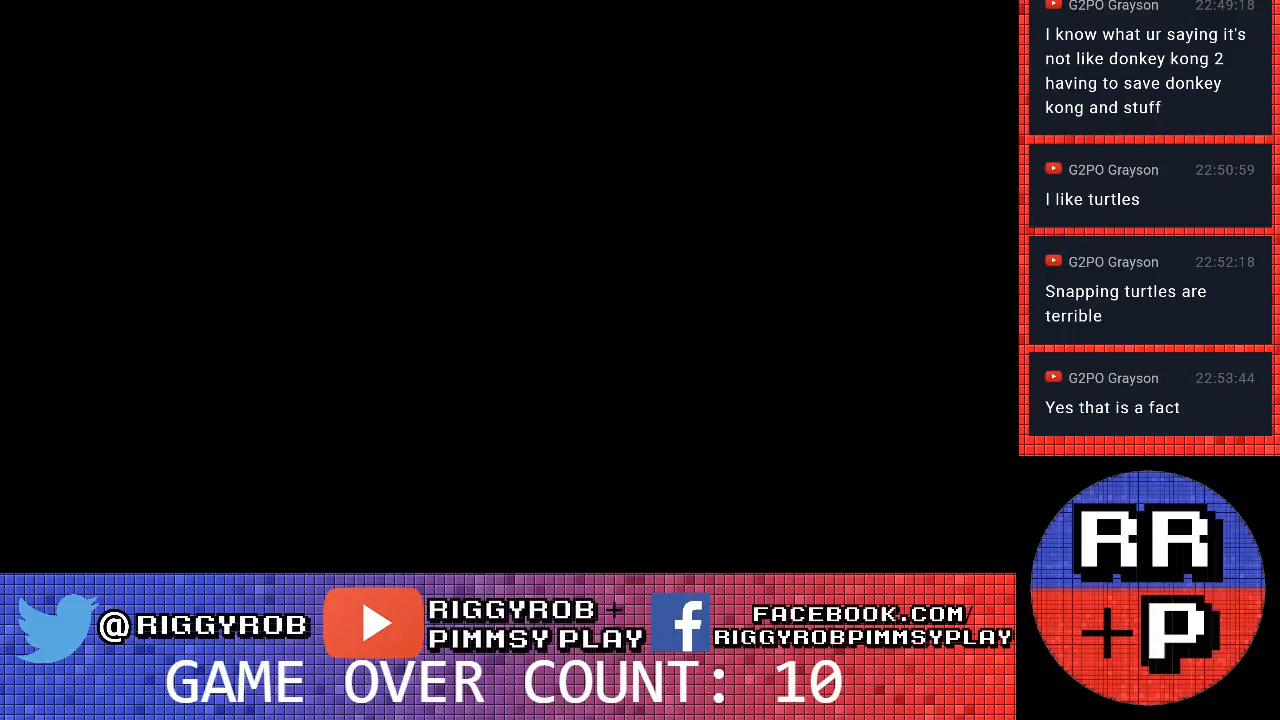 G2PO Grayson 22:49:18
I know what ur saying it's
not like donkey kong 2
having to save donkey
kong and stuff
G2PO Grayson 22:50:59
I like turtles
G2PO Grayson 22:52:18
Snapping turtles are
terrible
G2PO Grayson 22:53:44
Yes that is a fact
RR
+P
@RIGGYROB
RIGGYROB +
PIMMSY PLAY
FACEBOOK.COM/
RIGGYROBPIMMSYPLAY
GAME OVER COUNT: 10